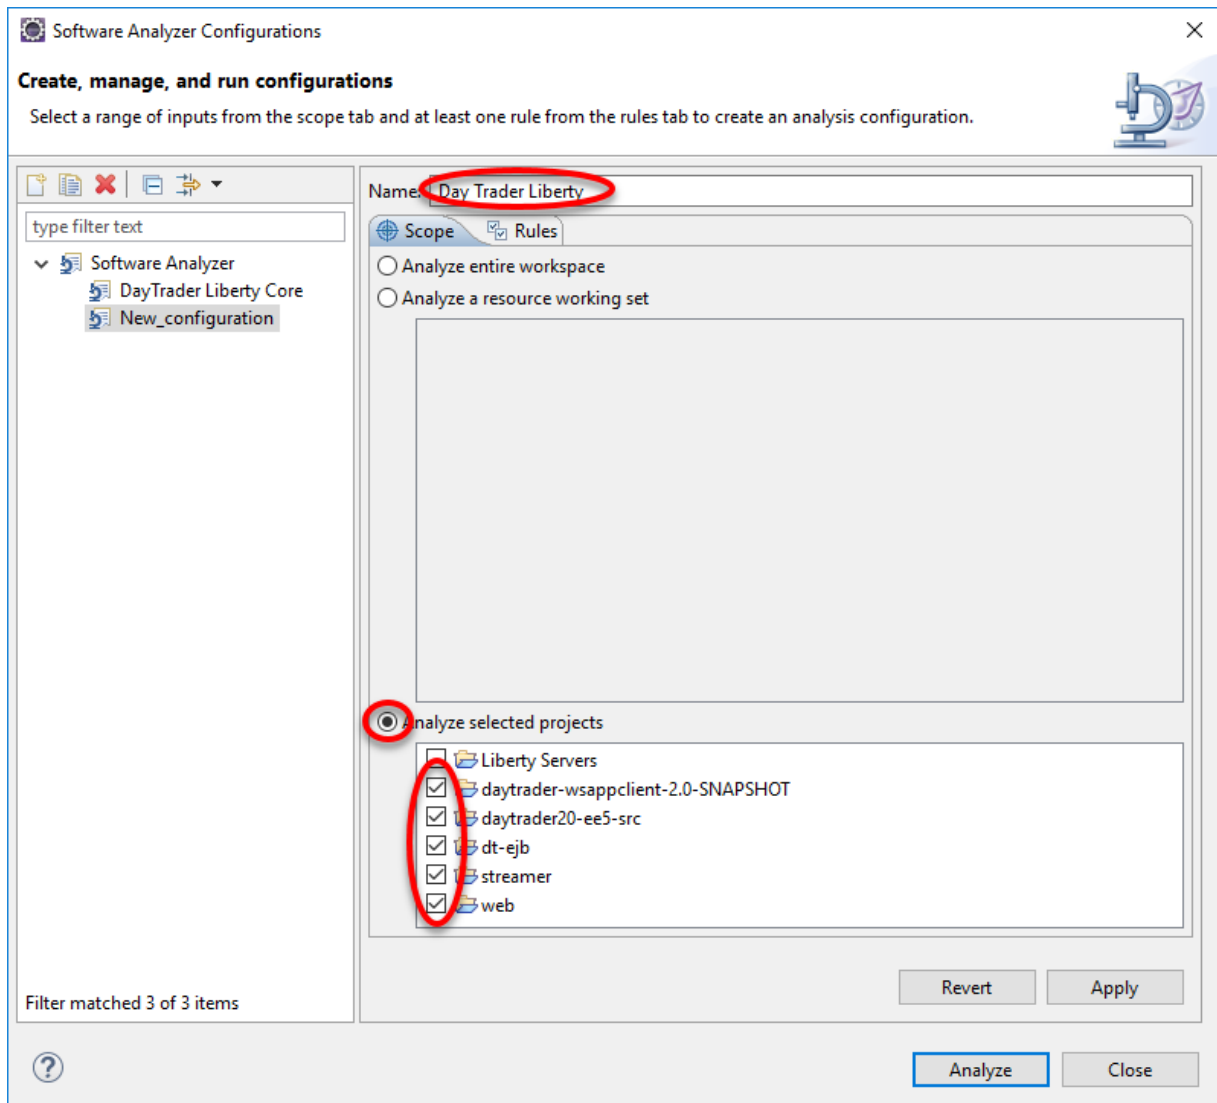 Software Analyzer Configurations
Create, manage, and run configurations
Select a range of inputs from the scope tab and at least one rule from the rules tab to create an analysis configuration.
type filter text
Software Analyzer
DayTrader Liberty Core
New_configuration
Filter matched 3 of 3 items
Name: Day Trader Liberty
Scope Rules
Analyze entire workspace
Analyze a resource working set
Analyze selected projects
Liberty Servers
daytrader-wsappclient-2.0-SNAPSHOT
daytrader20-ee5-src
dt-ejb
streamer
web
Revert Apply
? Analyze Close